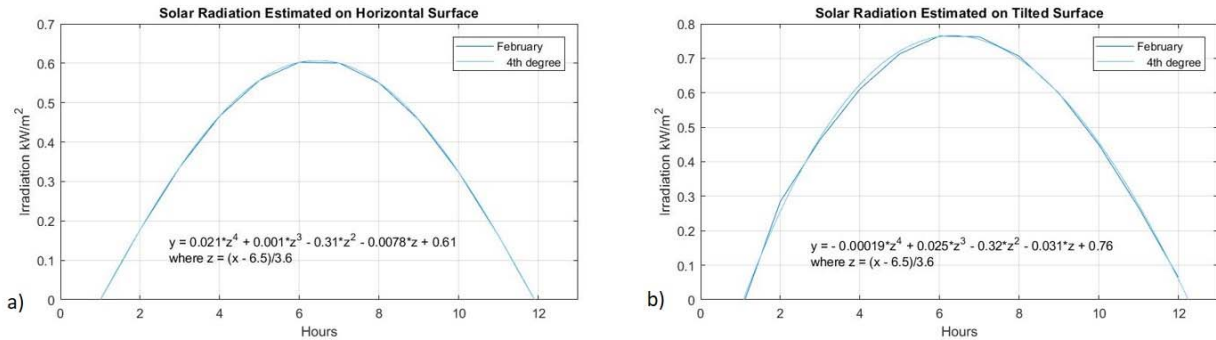 Solar Radiation Estimated on Horizontal Surface
0.7
0.6
0.5
0.4
0.3
0.2
0.1
0
Irradiation kW/m²
February
4th degree
y = 0.021*z⁴ + 0.001*z³ - 0.31*z² - 0.0078*z + 0.61
where z = (x - 6.5)/3.6
0 2 4 6 8 10 12
Hours
a)
Solar Radiation Estimated on Tilted Surface
0.8
0.7
0.6
0.5
0.4
0.3
0.2
0.1
0
Irradiation kW/m²
February
4th degree
y = - 0.00019*z⁴ + 0.025*z³ - 0.32*z² - 0.031*z + 0.76
where z = (x - 6.5)/3.6
0 2 4 6 8 10 12
Hours
b)